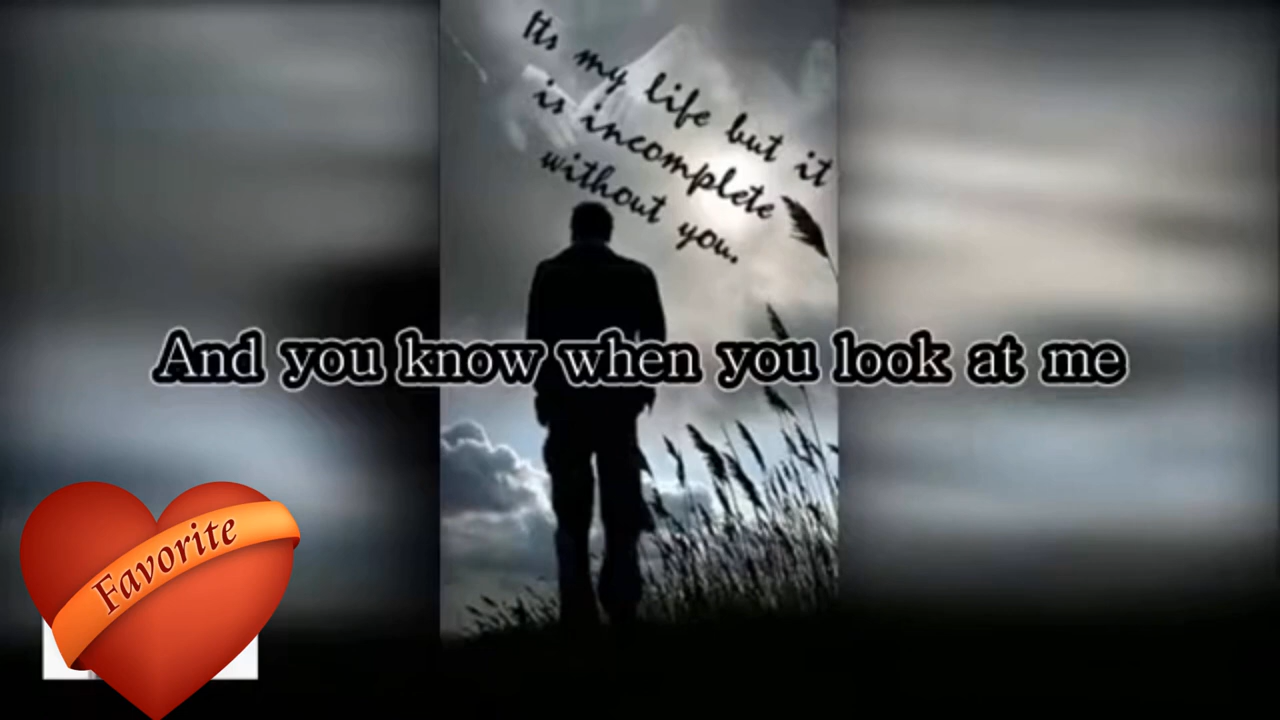 Its my life but it
is incomplete
without you.
And you know when you look at me
Favorite